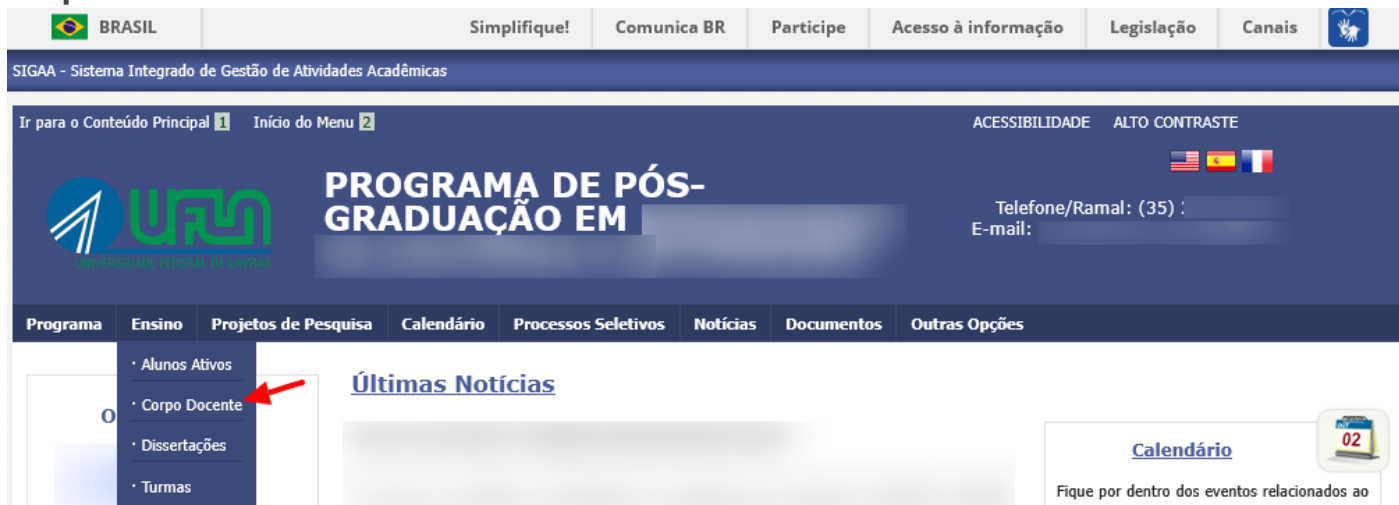 BRASIL Simplifique! Comunica BR Participe Acesso à informação Legislação Canais
SIGAA - Sistema Integrado de Gestão de Atividades Acadêmicas
Ir para o Conteúdo Principal 1 Início do Menu 2 ACESSIBILIDADE ALTO CONTRASTE
UFLA
UNIVERSIDADE FEDERAL DE LAVRAS
PROGRAMA DE PÓS-
GRADUAÇÃO EM
Telefone/Ramal: (35)
E-mail:
Programa Ensino Projetos de Pesquisa Calendário Processos Seletivos Notícias Documentos Outras Opções
· Alunos Ativos
· Corpo Docente
· Dissertações
· Turmas
Últimas Notícias
02
Calendário
Fique por dentro dos eventos relacionados ao